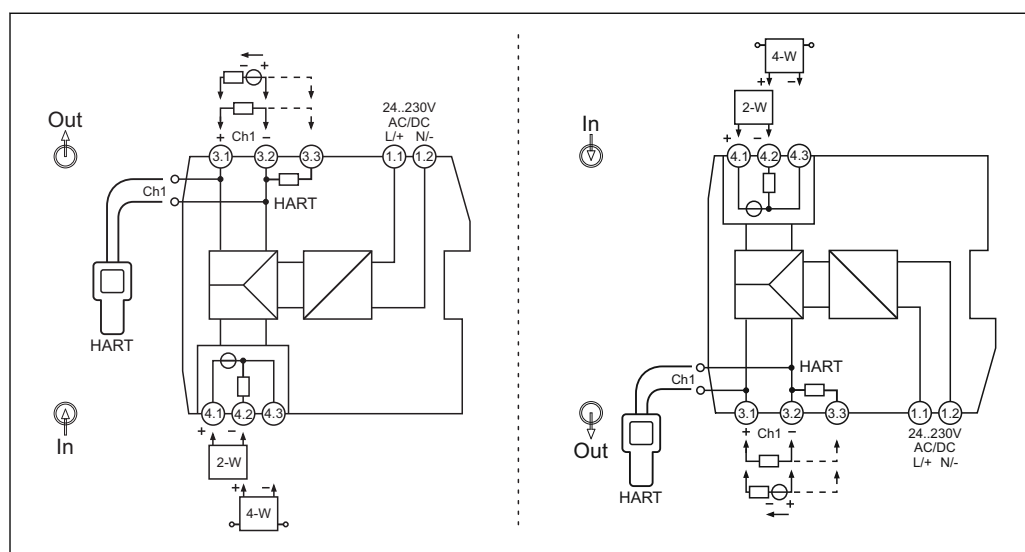 − +
24..230V
AC/DC
L/+ N/-
+ Ch1 −
Out
3.1 3.2 3.3 1.1 1.2
Ch1
HART
HART
4.1 4.2 4.3
In
+ −
2-W
+ −
4-W
4-W
+ −
2-W
+ −
In
4.1 4.2 4.3
HART
Ch1
3.1 3.2 3.3 1.1 1.2
+ Ch1 −
24..230V
AC/DC
L/+ N/-
Out
HART
− +